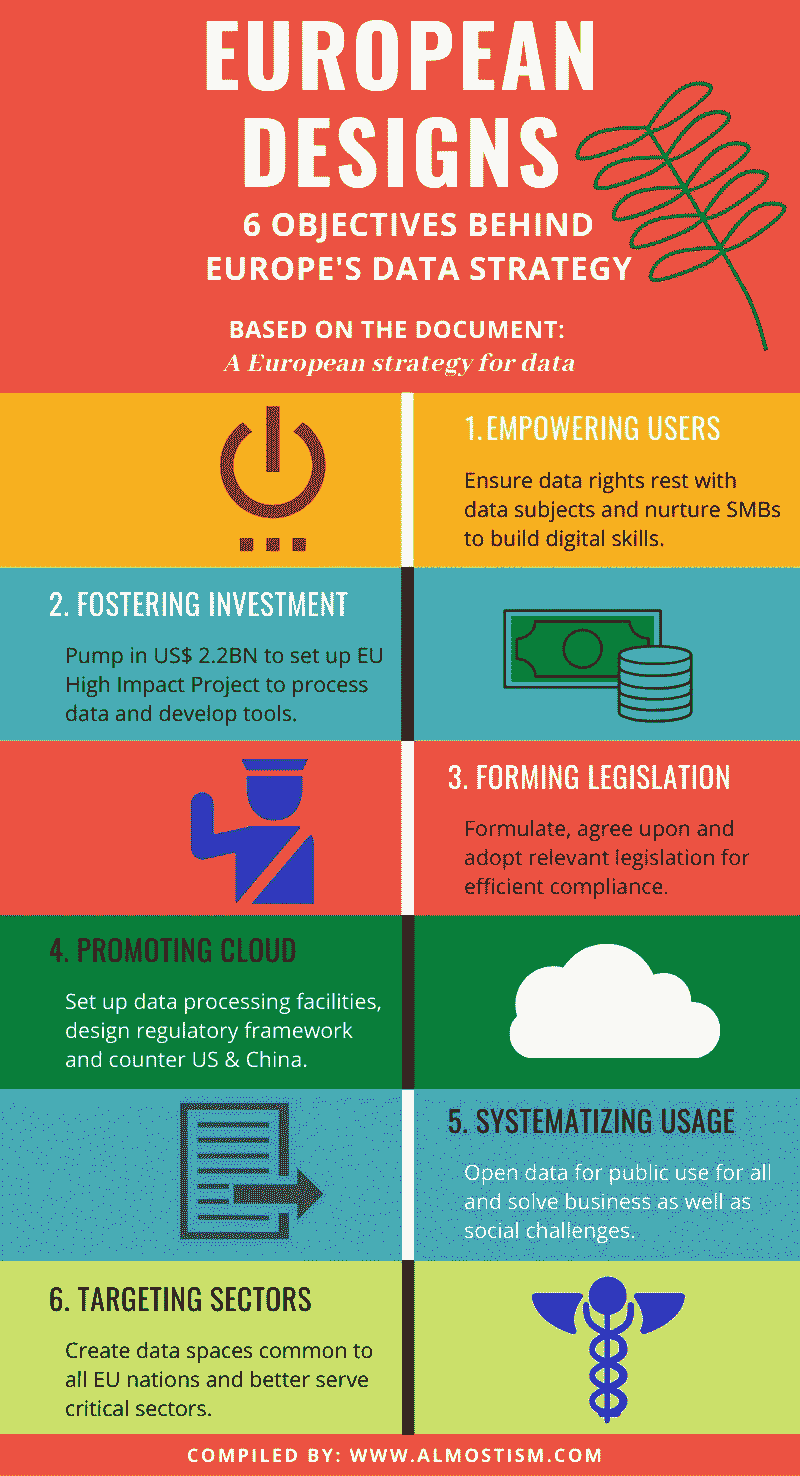 EUROPEAN
DESIGNS
6 OBJECTIVES BEHIND
EUROPE'S DATA STRATEGY
BASED ON THE DOCUMENT:
A European strategy for data
1. EMPOWERING USERS
Ensure data rights rest with
data subjects and nurture SMBs
to build digital skills.
2. FOSTERING INVESTMENT
Pump in US$ 2.2BN to set up EU
High Impact Project to process
data and develop tools.
3. FORMING LEGISLATION
Formulate, agree upon and
adopt relevant legislation for
efficient compliance.
4. PROMOTING CLOUD
Set up data processing facilities,
design regulatory framework
and counter US & China.
5. SYSTEMATIZING USAGE
Open data for public use for all
and solve business as well as
social challenges.
6. TARGETING SECTORS
Create data spaces common to
all EU nations and better serve
critical sectors.
COMPILED BY: WWW.ALMOSTISM.COM